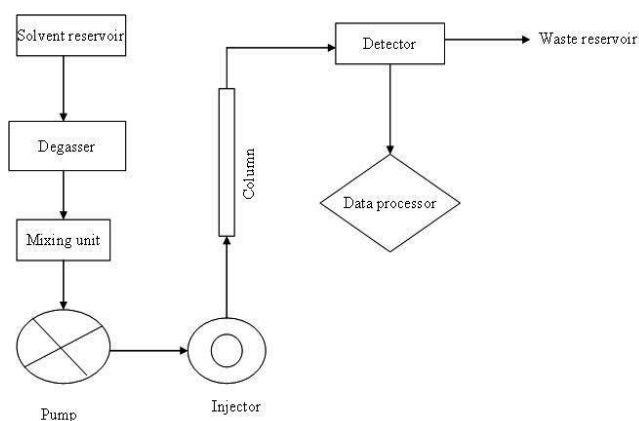 Solvent reservoir
Degasser
Mixing unit
Pump
Injector
Column
Detector
Waste reservoir
Data processor